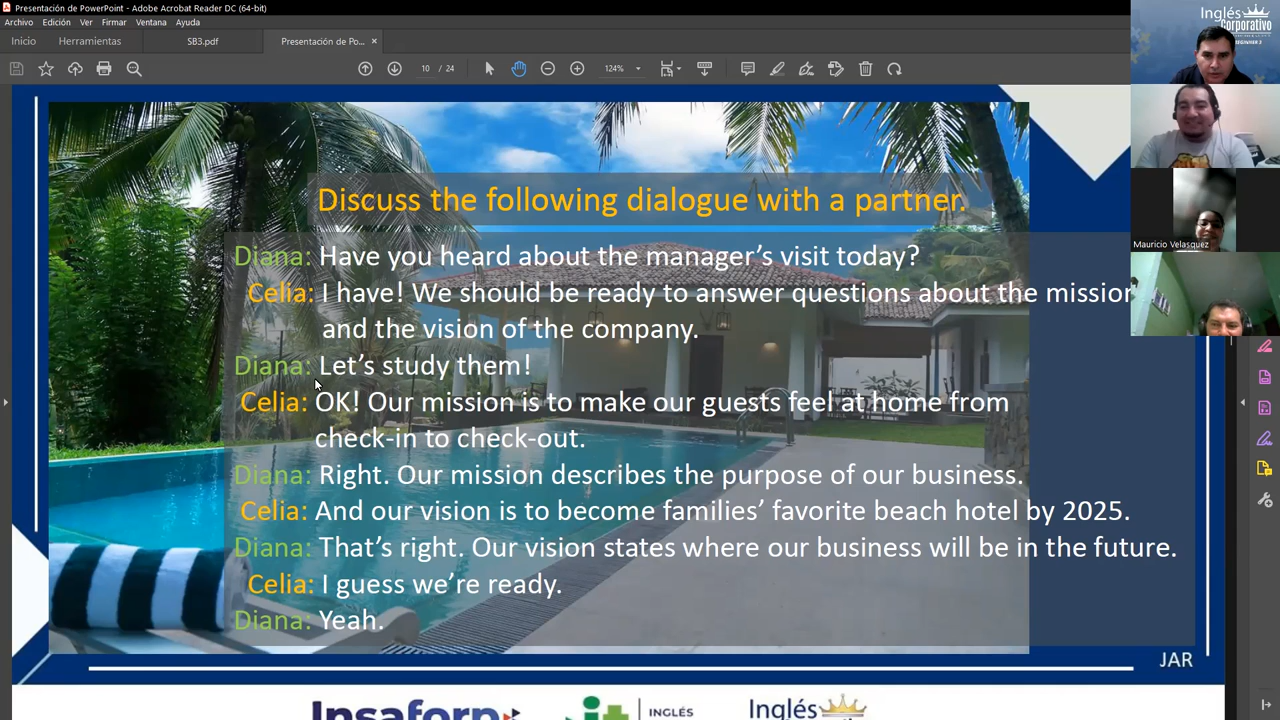 Presentación de PowerPoint - Adobe Acrobat Reader DC (64-bit)
Archivo Edición Ver Firmar Ventana Ayuda
Inicio Herramientas SB3.pdf Presentación de Po... ×
10 / 24 124%
Inglés
Corporativo
BEGINNER 3
Mauricio Velasquez
Discuss the following dialogue with a partner.
Diana: Have you heard about the manager's visit today?
Celia: I have! We should be ready to answer questions about the mission
and the vision of the company.
Diana: Let's study them!
Celia: OK! Our mission is to make our guests feel at home from
check-in to check-out.
Diana: Right. Our mission describes the purpose of our business.
Celia: And our vision is to become families' favorite beach hotel by 2025.
Diana: That's right. Our vision states where our business will be in the future.
Celia: I guess we're ready.
Diana: Yeah.
JAR
Insaforp
INGLÉS
Inglés